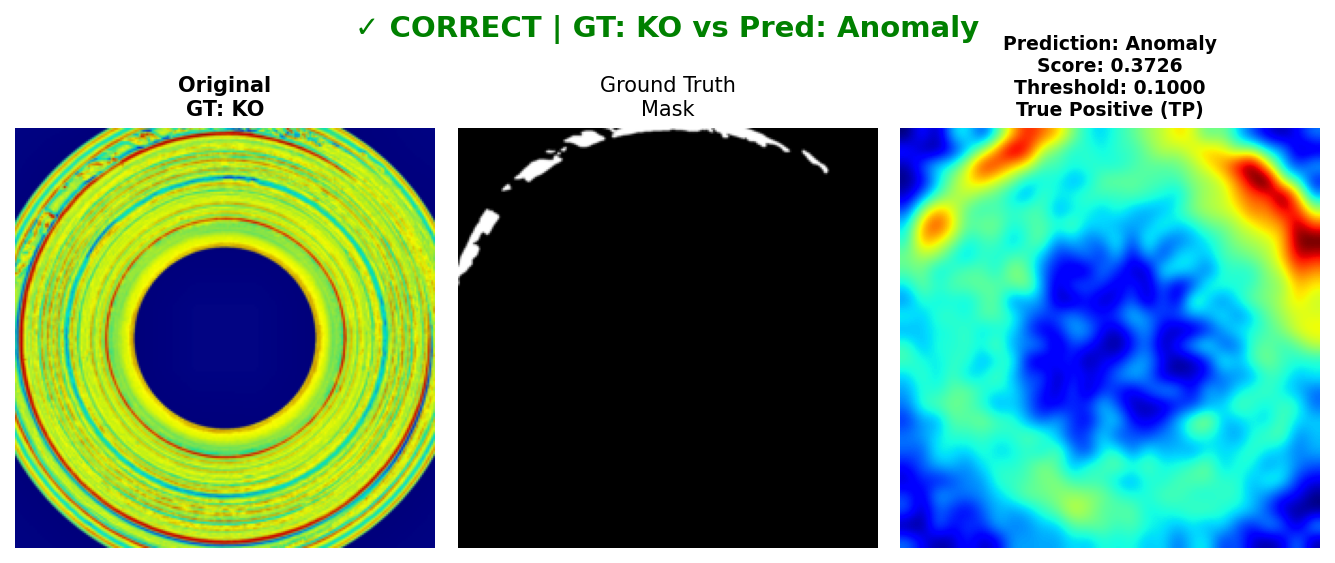 ✓ CORRECT | GT: KO vs Pred: Anomaly
Original
GT: KO
Ground Truth
Mask
Prediction: Anomaly
Score: 0.3726
Threshold: 0.1000
True Positive (TP)